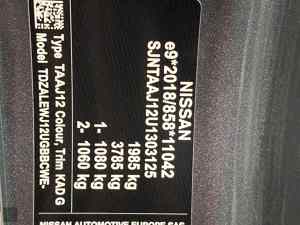 NISSAN
e9*2018/858*11042
SJNTAAJ12U1303125
1985 kg
3785 kg
1- 1080 kg
2- 1060 kg
Type TAAJ12 Colour, Trim KAD G
Model TDZALEWJ12UGBBCWE-
NISSAN AUTOMOTIVE EUROPE SAS